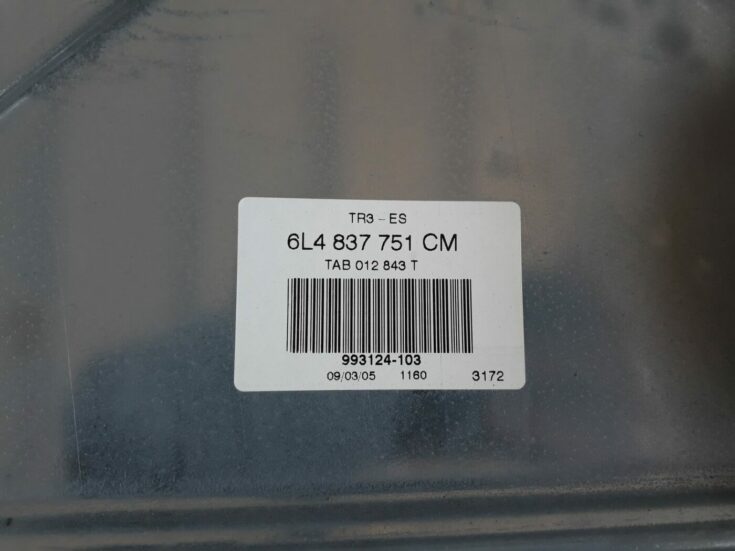 TR3 - ES
6L4 837 751 CM
TAB 012 843 T
993124-103
09/03/05 1160 3172